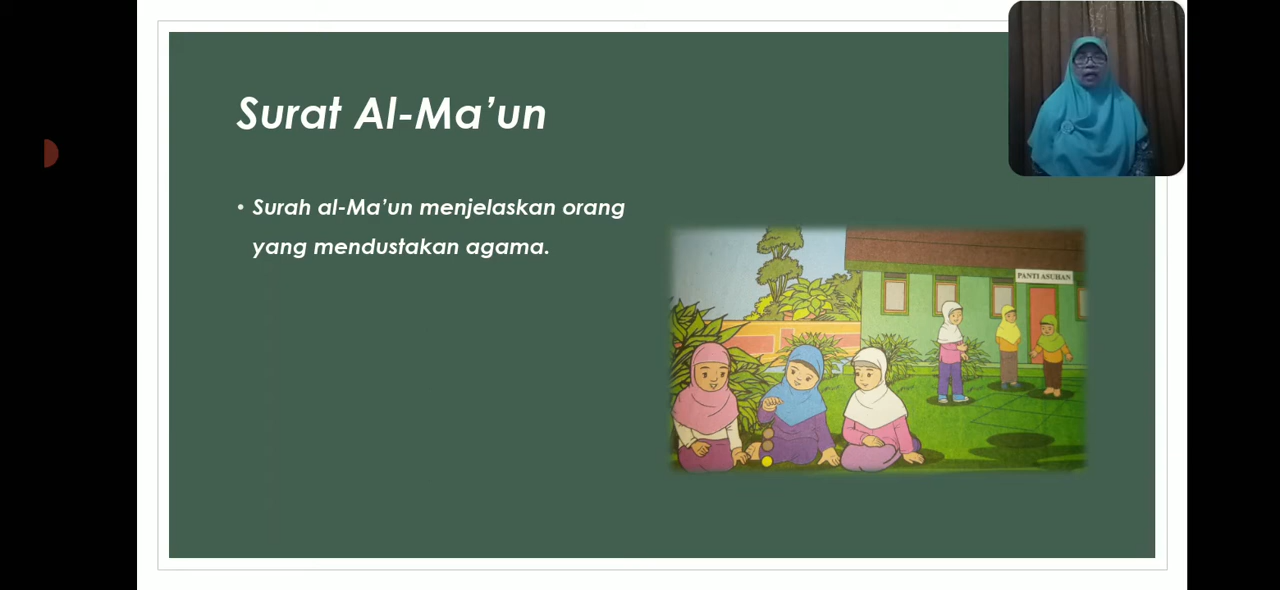 Surat Al-Ma’un
• Surah al-Ma’un menjelaskan orang
yang mendustakan agama.
PANTI ASUHAN